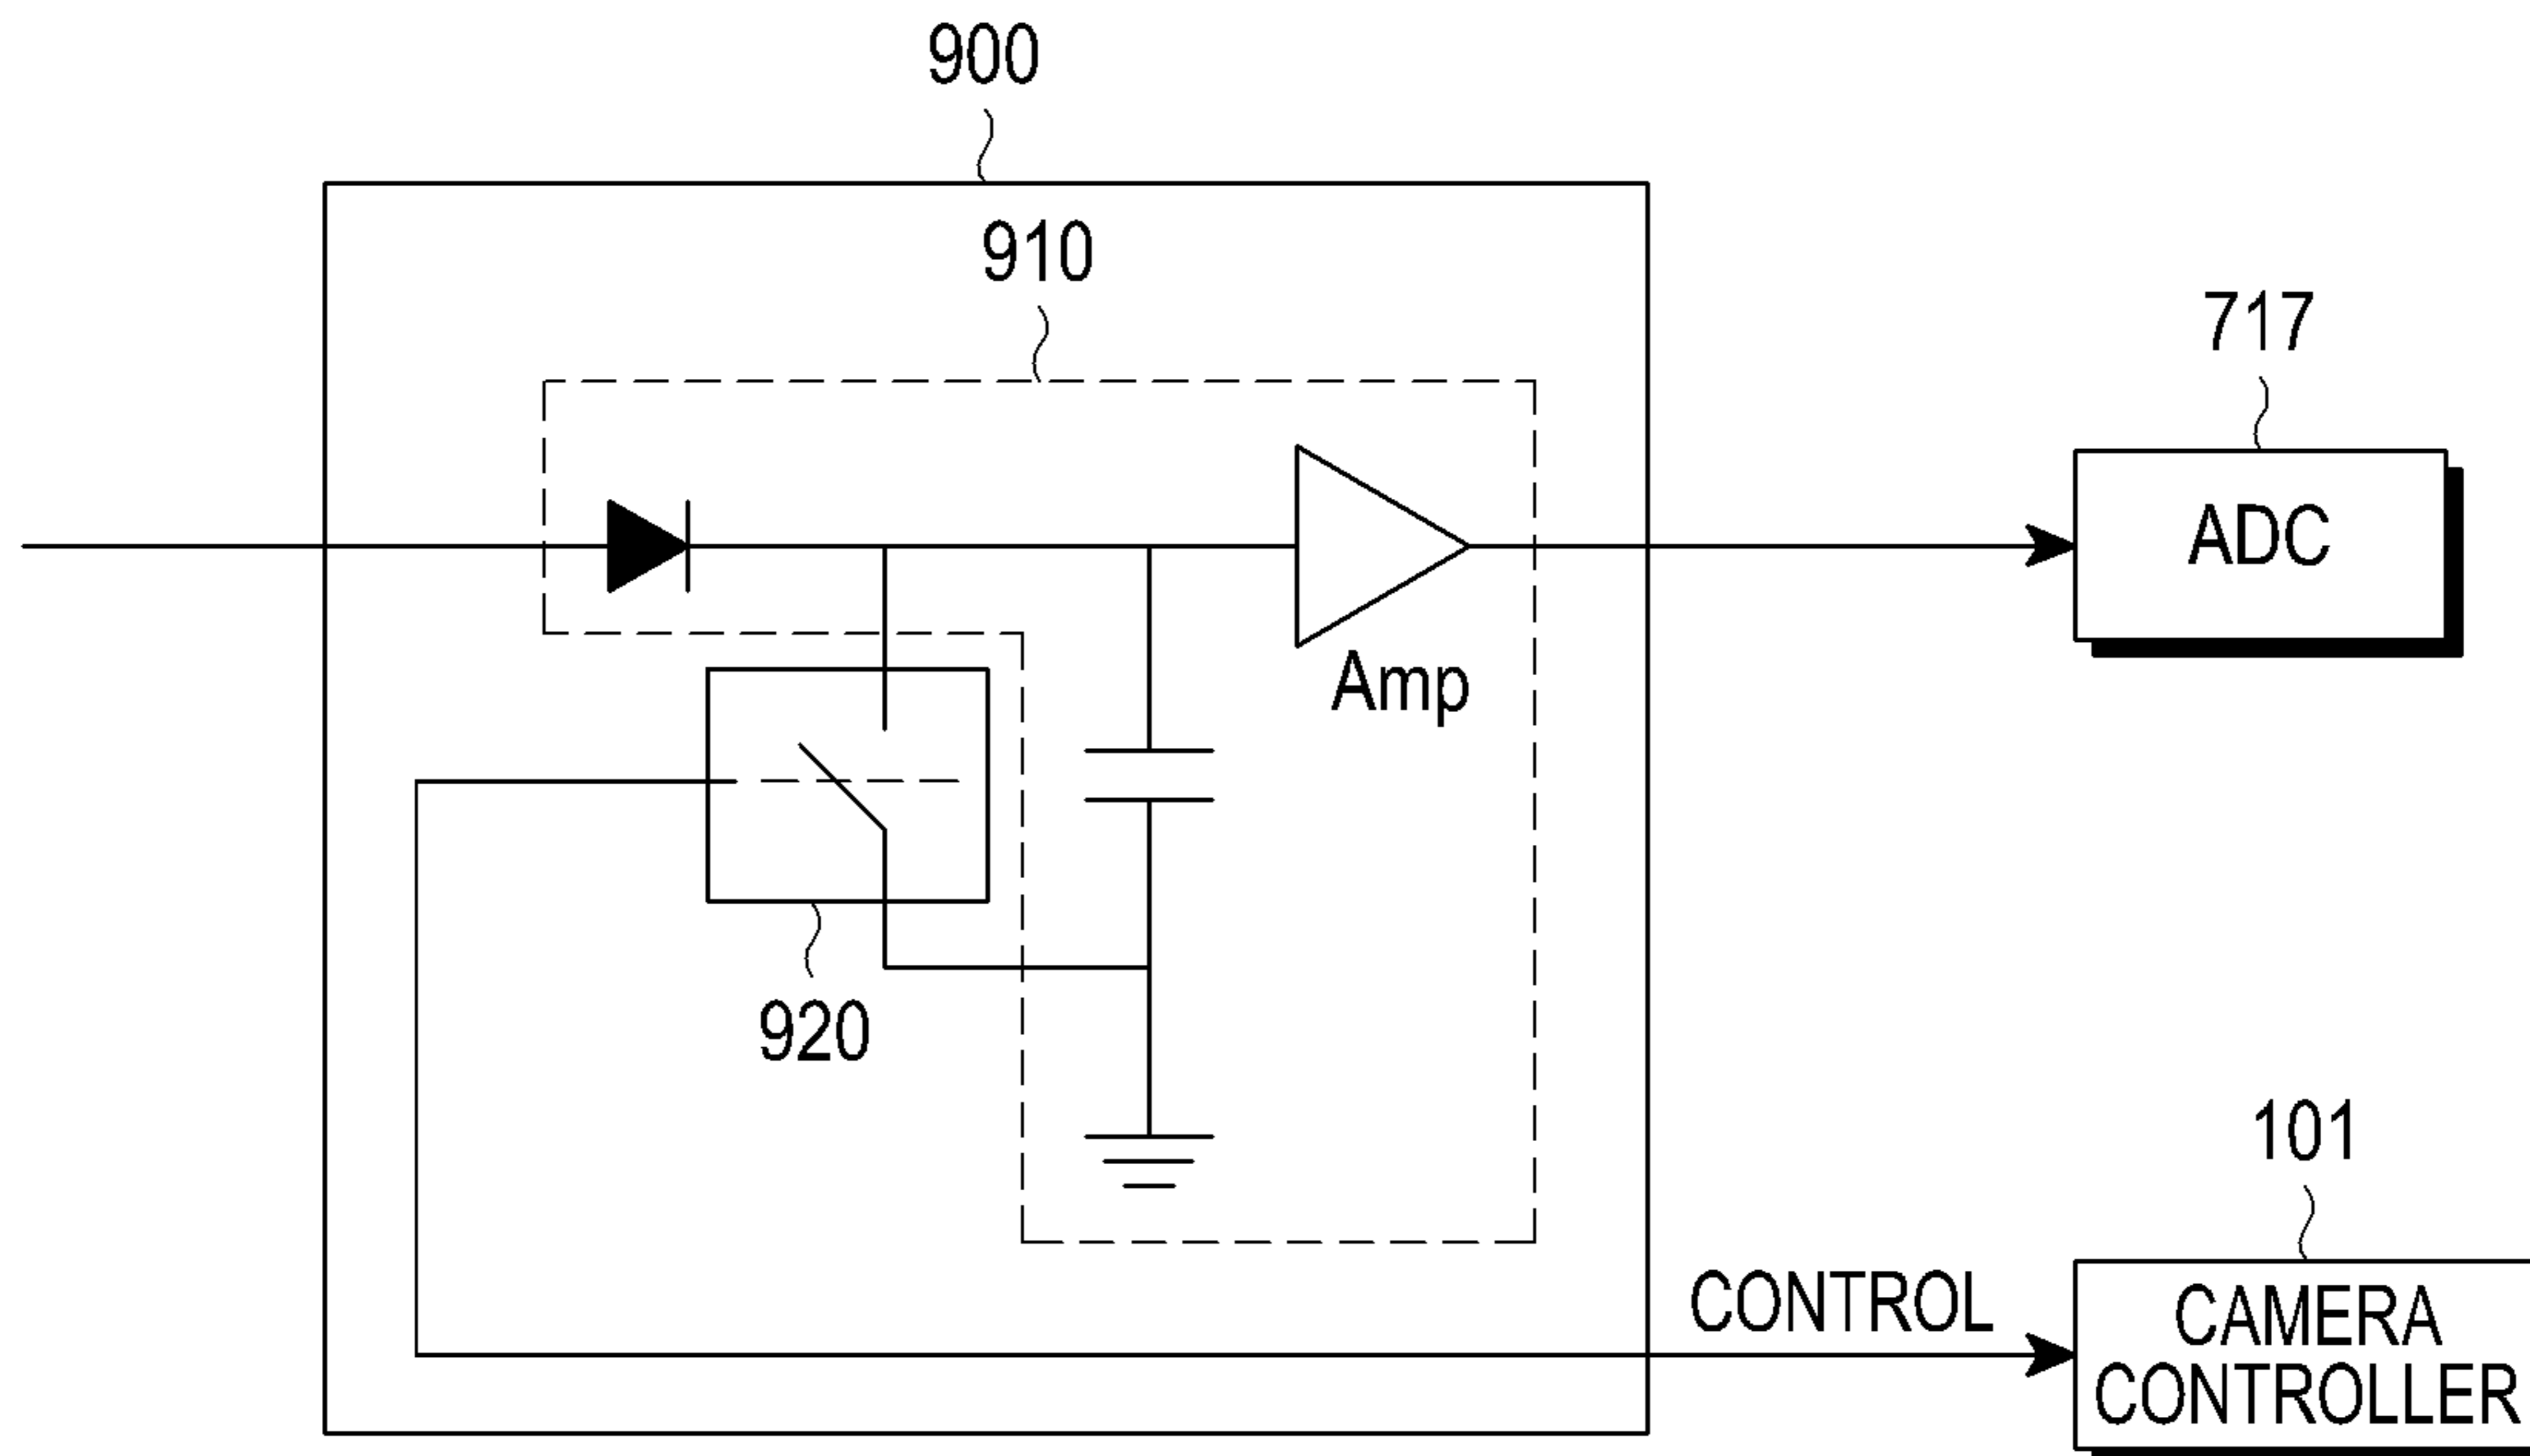 900
910
717
ADC
Amp
920
101
CONTROL
CAMERA
CONTROLLER